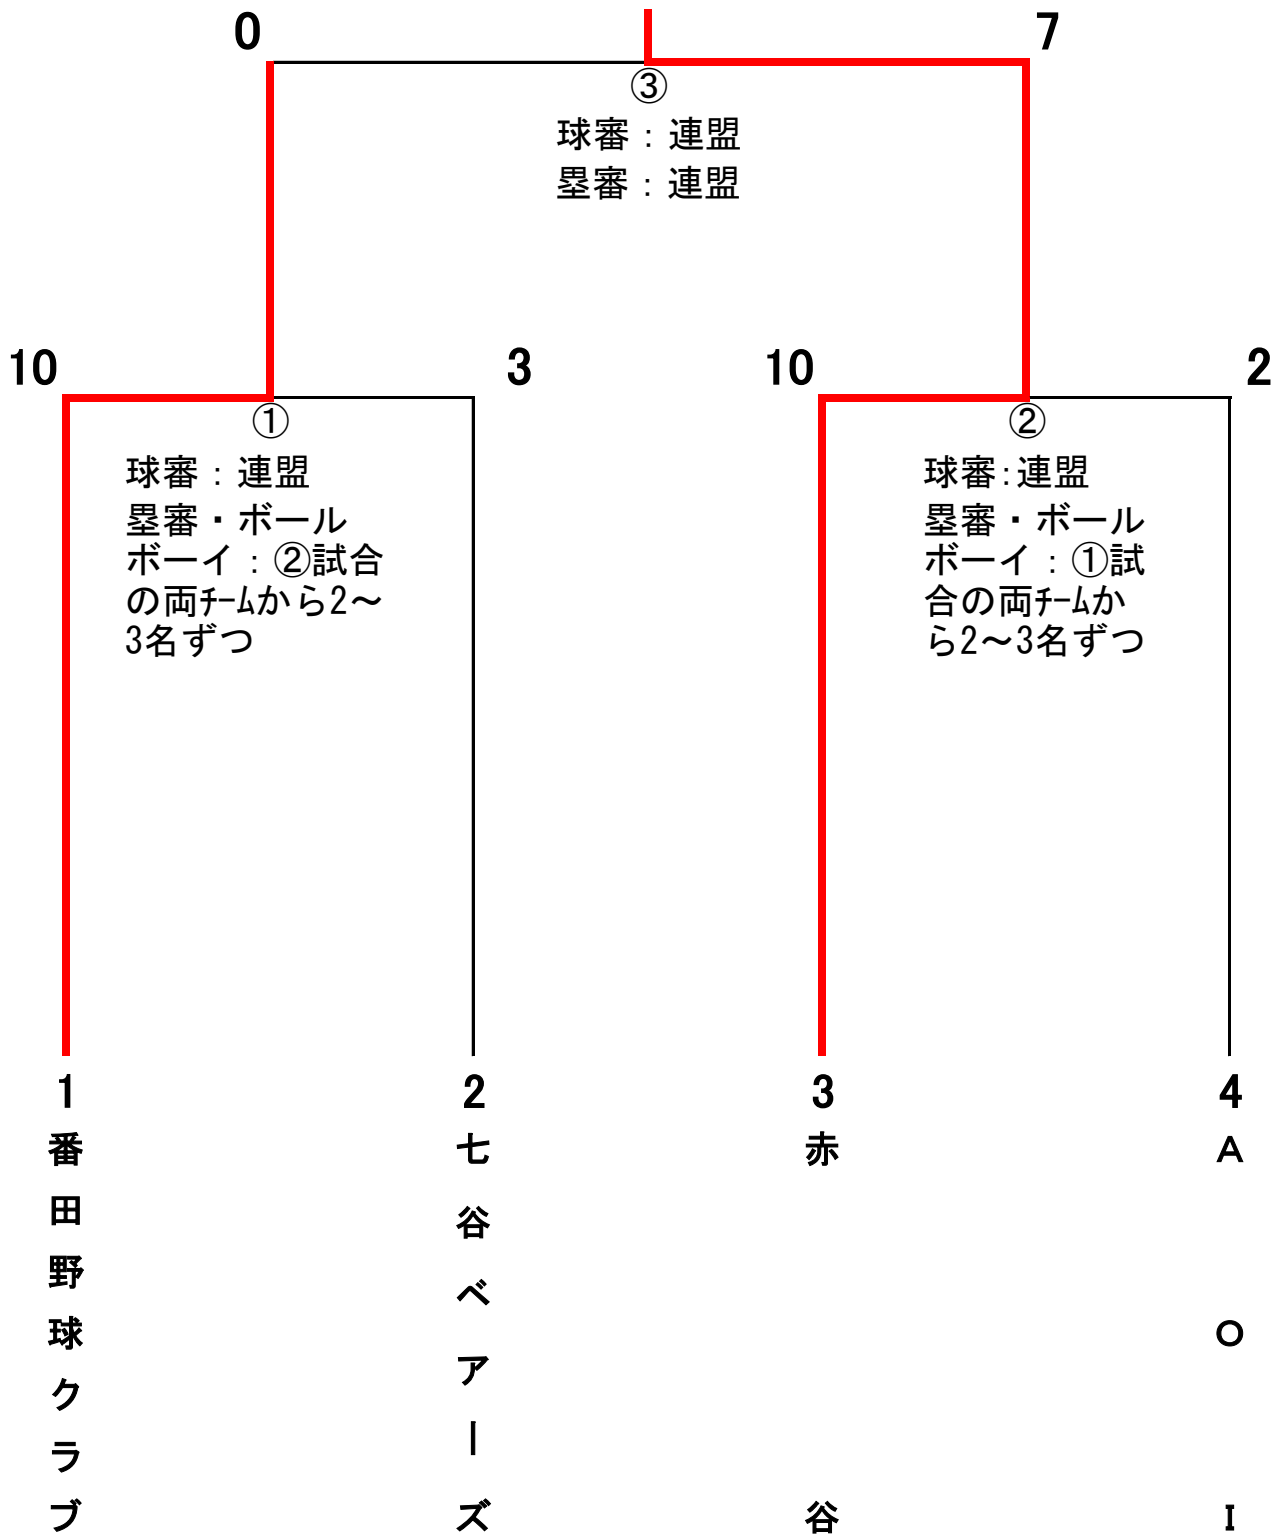 0
7
③
球審：連盟
塁審：連盟
10
3
10
2
①
球審：連盟
塁審・ボール
ボーイ：②試合
の両ﾁｰﾑから2～
3名ずつ
②
球審:連盟
塁審・ボール
ボーイ：①試
合の両ﾁｰﾑか
ら2～3名ずつ
1
番田野球クラブ
2
七谷ベアーズ
3
赤谷
4
ＡＯＩ